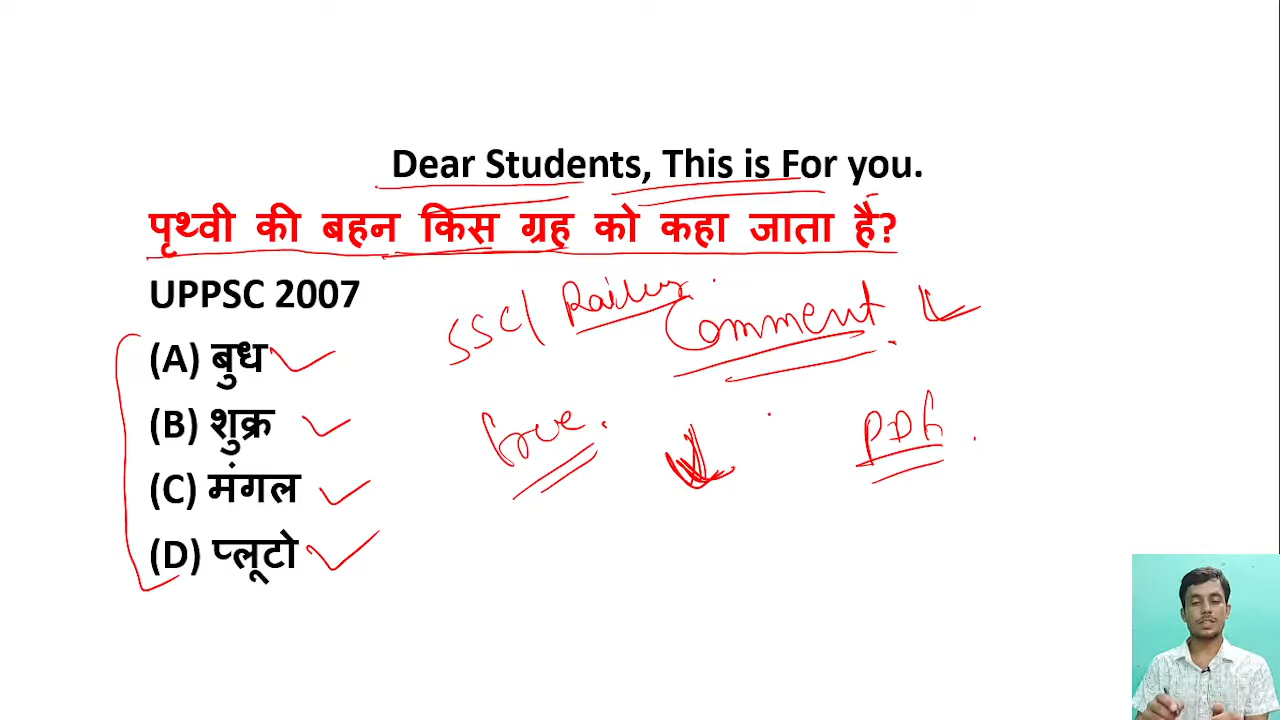 Dear Students, This is For you.
पृथ्वी की बहन किस ग्रह को कहा जाता है?
UPPSC 2007
SSC/ Railway
Comment
(A) बुध
(B) शुक्र
Free
PDF
(C) मंगल
(D) प्लूटो